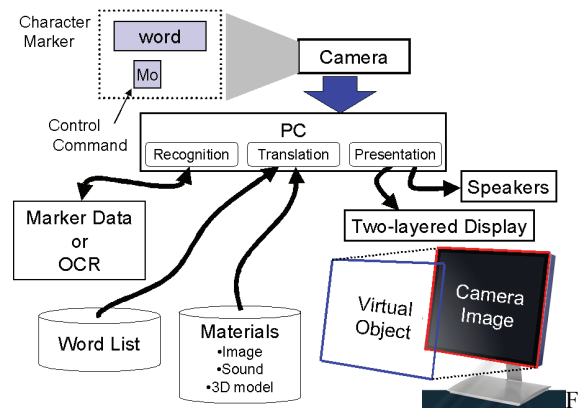 Character
Marker
word
Mo
Control
Command
Camera
PC
Recognition
Translation
Presentation
Marker Data
or
OCR
Speakers
Two-layered Display
Word List
Materials
•Image
•Sound
•3D model
Virtual
Object
Camera
Image
F